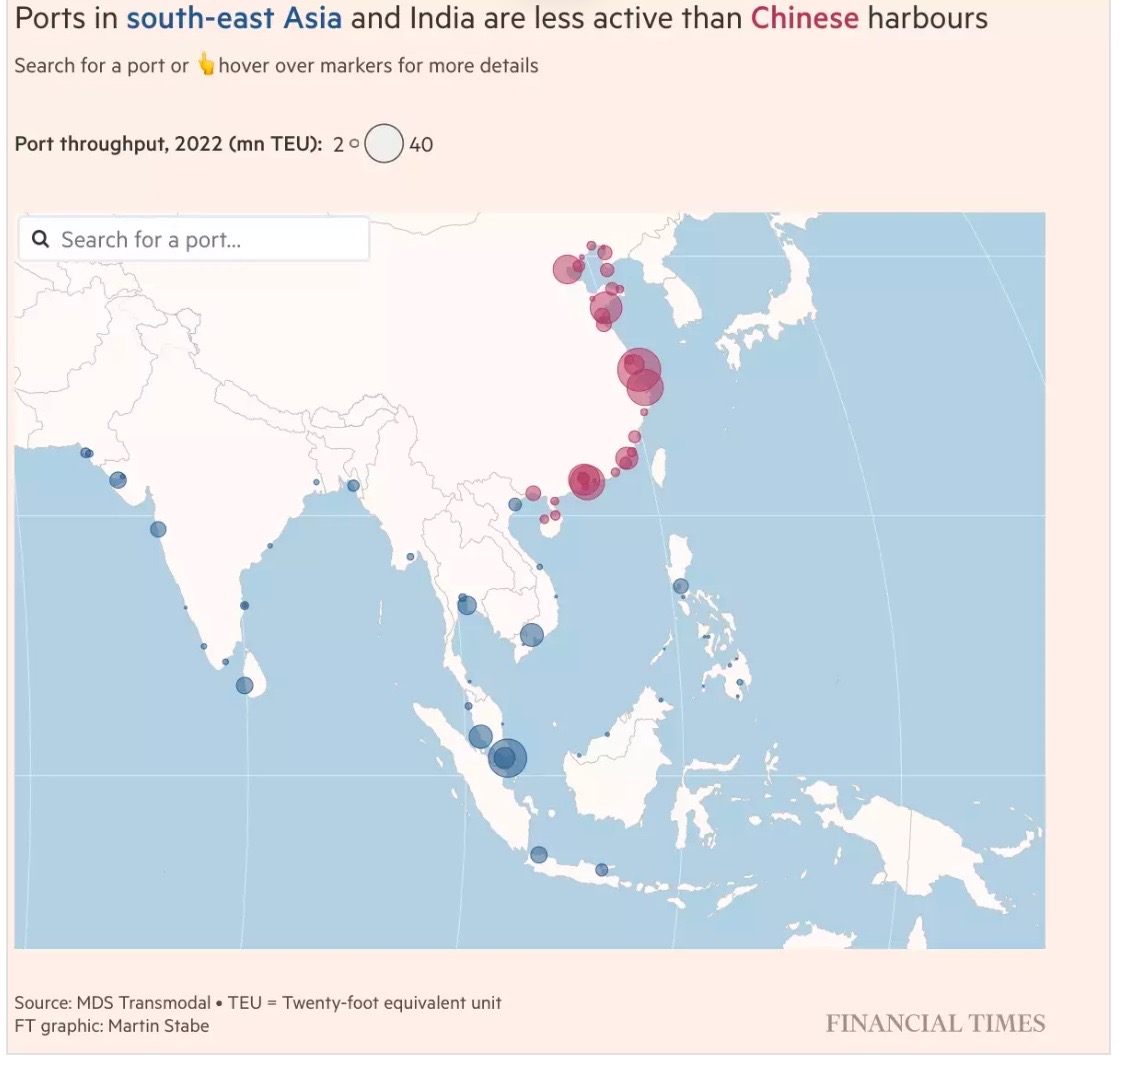 Ports in south-east Asia and India are less active than Chinese harbours
Search for a port or 👆hover over markers for more details
Port throughput, 2022 (mn TEU): 2 40
Search for a port...
Source: MDS Transmodal • TEU = Twenty-foot equivalent unit
FT graphic: Martin Stabe
FINANCIAL TIMES